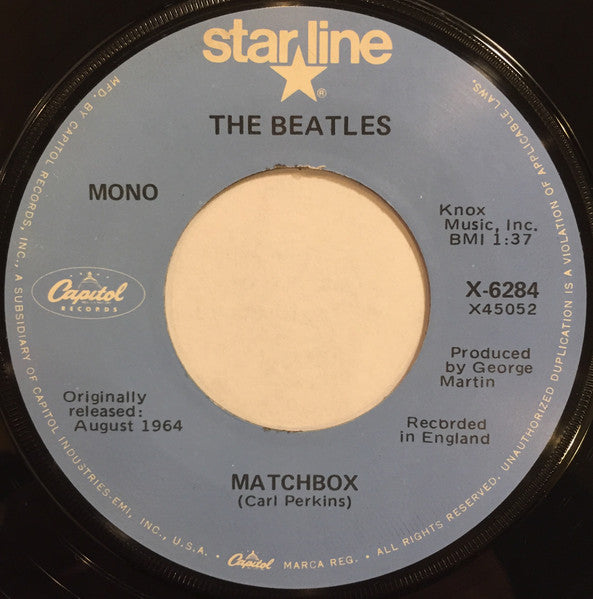 star line
®
THE BEATLES
MONO
Knox
Music, Inc.
BMI 1:37
Capitol
RECORDS
X-6284
X45052
Produced
by George
Martin
Originally
released:
August 1964
Recorded
in England
MATCHBOX
(Carl Perkins)
MFD. BY CAPITOL RECORDS, INC., A SUBSIDIARY OF CAPITOL INDUSTRIES-EMI, INC., U.S.A. • Capitol MARCA REG. • ALL RIGHTS RESERVED. UNAUTHORIZED DUPLICATION IS A VIOLATION OF APPLICABLE LAWS.